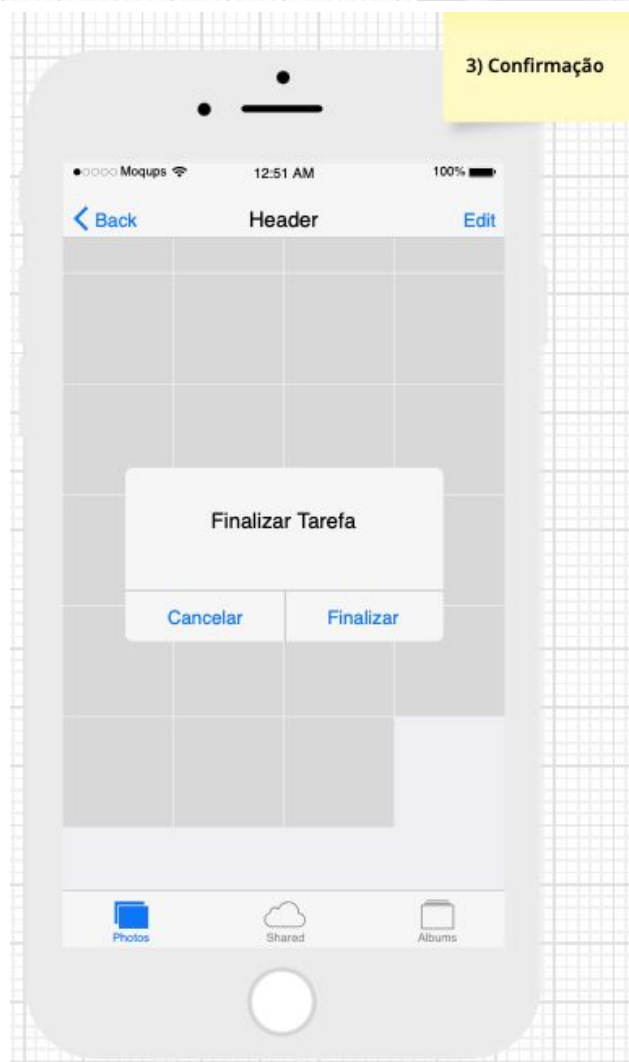 3) Confirmação
Moqups 12:51 AM 100%
Back Header Edit
Finalizar Tarefa
Cancelar Finalizar
Photos Shared Albums